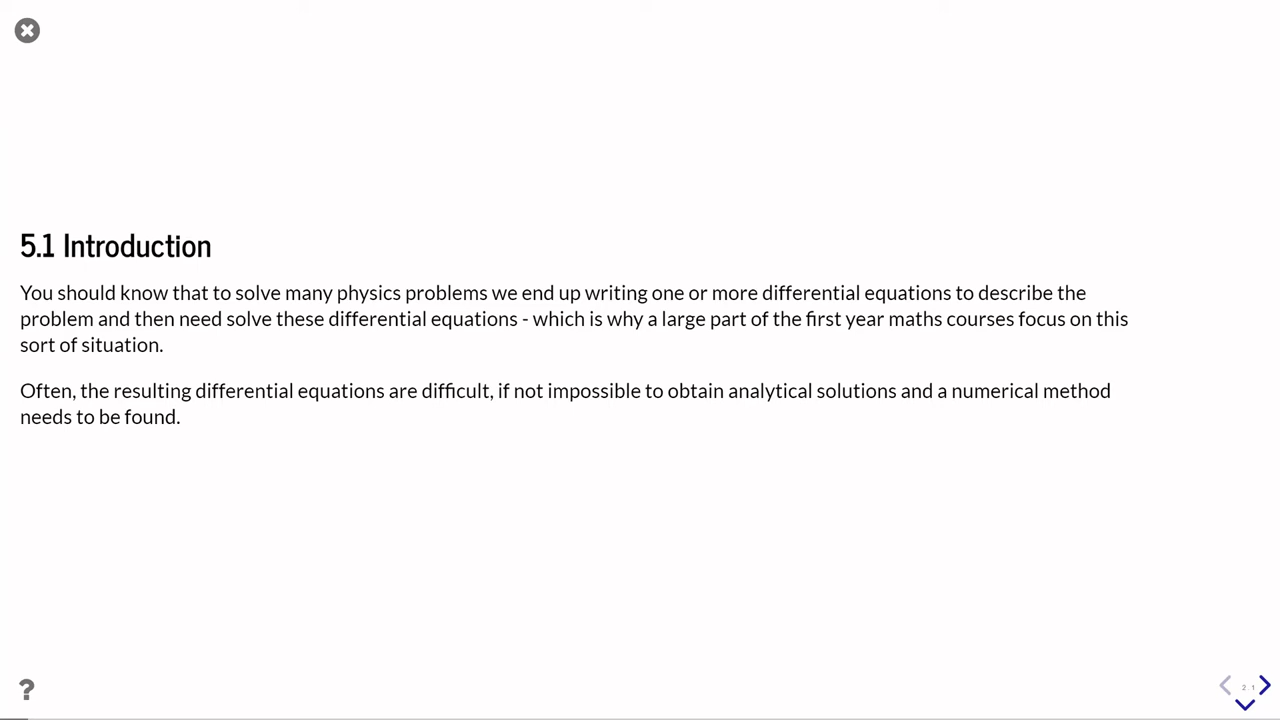 5.1 Introduction
You should know that to solve many physics problems we end up writing one or more differential equations to describe the
problem and then need solve these differential equations - which is why a large part of the first year maths courses focus on this
sort of situation.
Often, the resulting differential equations are difficult, if not impossible to obtain analytical solutions and a numerical method
needs to be found.
?
2 1